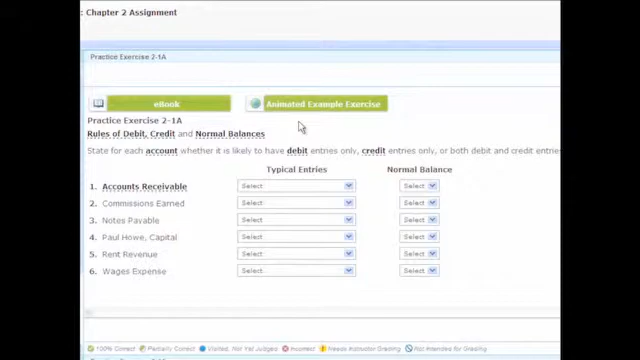 : Chapter 2 Assignment
Practice Exercise 2-1A
eBook
Animated Example Exercise
Practice Exercise 2-1A
Rules of Debit, Credit and Normal Balances
State for each account whether it is likely to have debit entries only, credit entries only, or both debit and credit entries
Typical Entries Normal Balance
1. Accounts Receivable Select Select
2. Commissions Earned Select Select
3. Notes Payable Select Select
4. Paul Howe, Capital Select Select
5. Rent Revenue Select Select
6. Wages Expense Select Select
100% Correct Partially Correct Visited, Not Yet Judged Incorrect Needs Instructor Grading Not Intended for Grading